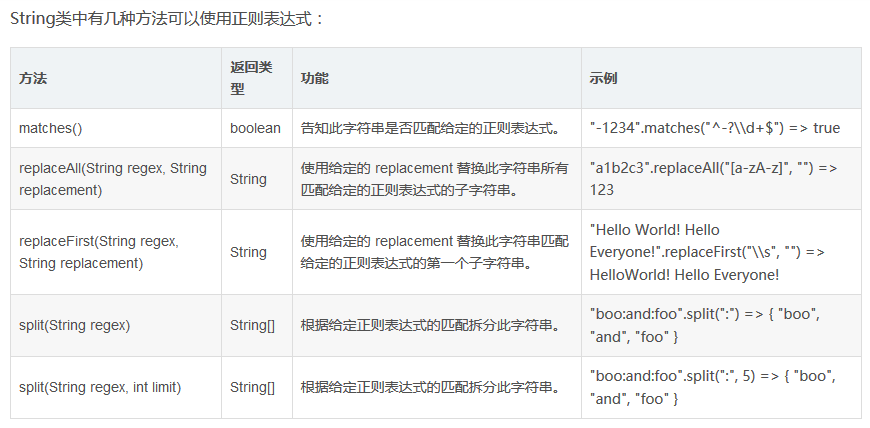 String类中有几种方法可以使用正则表达式：
方法
返回类
型
功能
示例
matches()
boolean
告知此字符串是否匹配给定的正则表达式。
"-1234".matches("^-?\\d+$") => true
replaceAll(String regex, String
replacement)
String
使用给定的 replacement 替换此字符串所有
匹配给定的正则表达式的子字符串。
"a1b2c3".replaceAll("[a-zA-z]", "") =>
123
replaceFirst(String regex,
String replacement)
String
使用给定的 replacement 替换此字符串匹配
给定的正则表达式的第一个子字符串。
"Hello World! Hello
Everyone!".replaceFirst("\\s", "") =>
HelloWorld! Hello Everyone!
split(String regex)
String[]
根据给定正则表达式的匹配拆分此字符串。
"boo:and:foo".split(":") => { "boo",
"and", "foo" }
split(String regex, int limit)
String[]
根据给定正则表达式的匹配拆分此字符串。
"boo:and:foo".split(":", 5) => { "boo",
"and", "foo" }